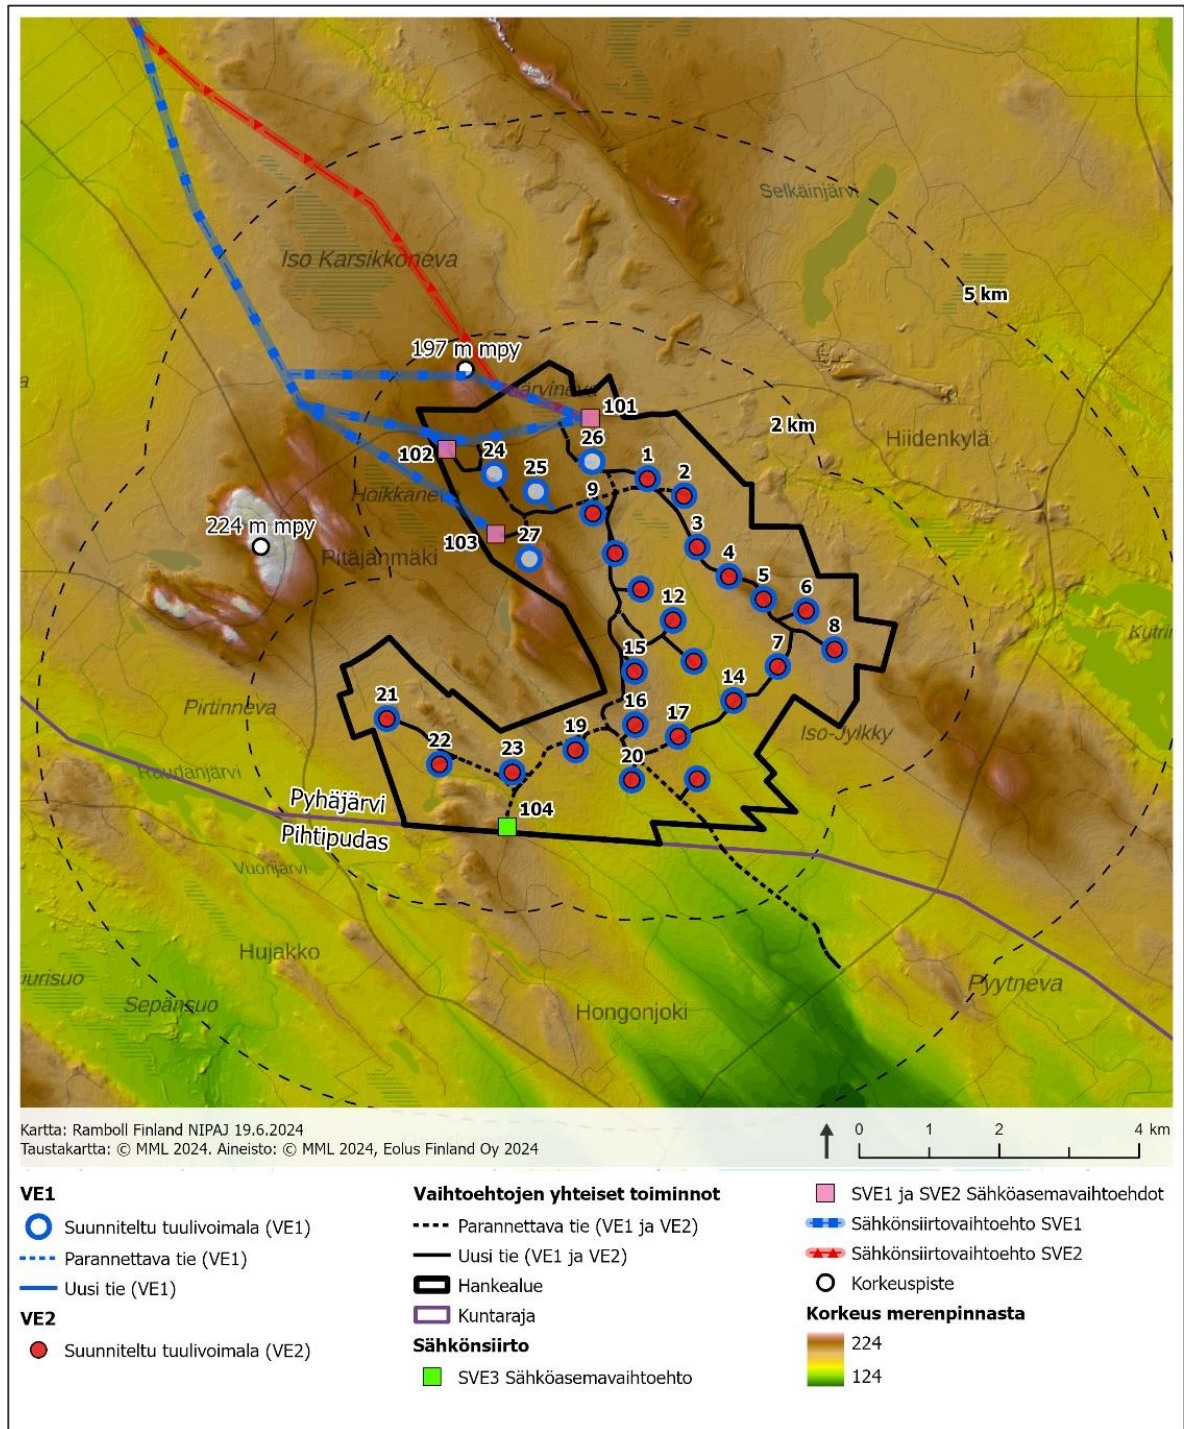 Selkäinjärvi
Iso Karsikkoneva
5 km
197 m mpy
ärvineva
101
2 km
Hiidenkylä
102
24
26
1
2
25
9
Hoikkaneva
224 m mpy
103
27
3
Pitäjänmäki
4
5
6
12
8
Kutrin
15
7
21
14
Pirtinneva
16
17
Iso-Jylkky
22
23
19
20
Raudanjärvi
Pyhäjärvi
104
Pihtipudas
Vuorijärvi
Hujakko
uurisuo
Sepänsuo
Pyytneva
Hongonjoki
Kartta: Ramboll Finland NIPAJ 19.6.2024
Taustakartta: © MML 2024. Aineisto: © MML 2024, Eolus Finland Oy 2024
0 1 2 4 km
VE1
Suunniteltu tuulivoimala (VE1)
Parannettava tie (VE1)
Uusi tie (VE1)
VE2
Suunniteltu tuulivoimala (VE2)
Vaihtoehtojen yhteiset toiminnot
Parannettava tie (VE1 ja VE2)
Uusi tie (VE1 ja VE2)
Hankealue
Kuntaraja
Sähkönsiirto
SVE3 Sähköasemavaihtoehto
SVE1 ja SVE2 Sähköasemavaihtoehdot
Sähkönsiirtovaihtoehto SVE1
Sähkönsiirtovaihtoehto SVE2
Korkeuspiste
Korkeus merenpinnasta
224
124